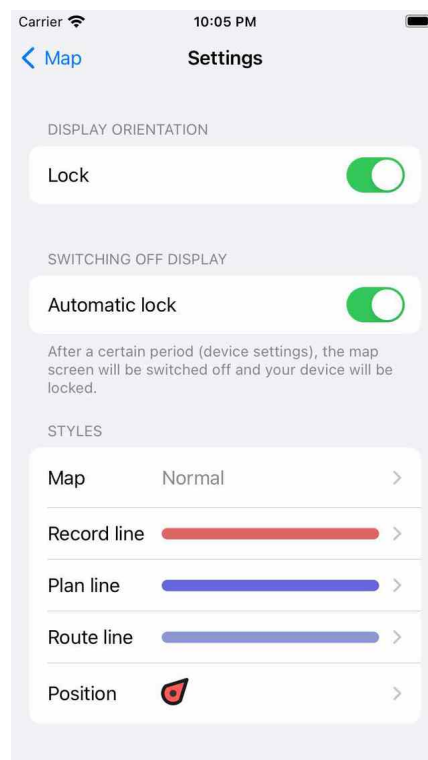 Carrier 10:05 PM
Map Settings
DISPLAY ORIENTATION
Lock
SWITCHING OFF DISPLAY
Automatic lock
After a certain period (device settings), the map
screen will be switched off and your device will be
locked.
STYLES
Map Normal
Record line
Plan line
Route line
Position